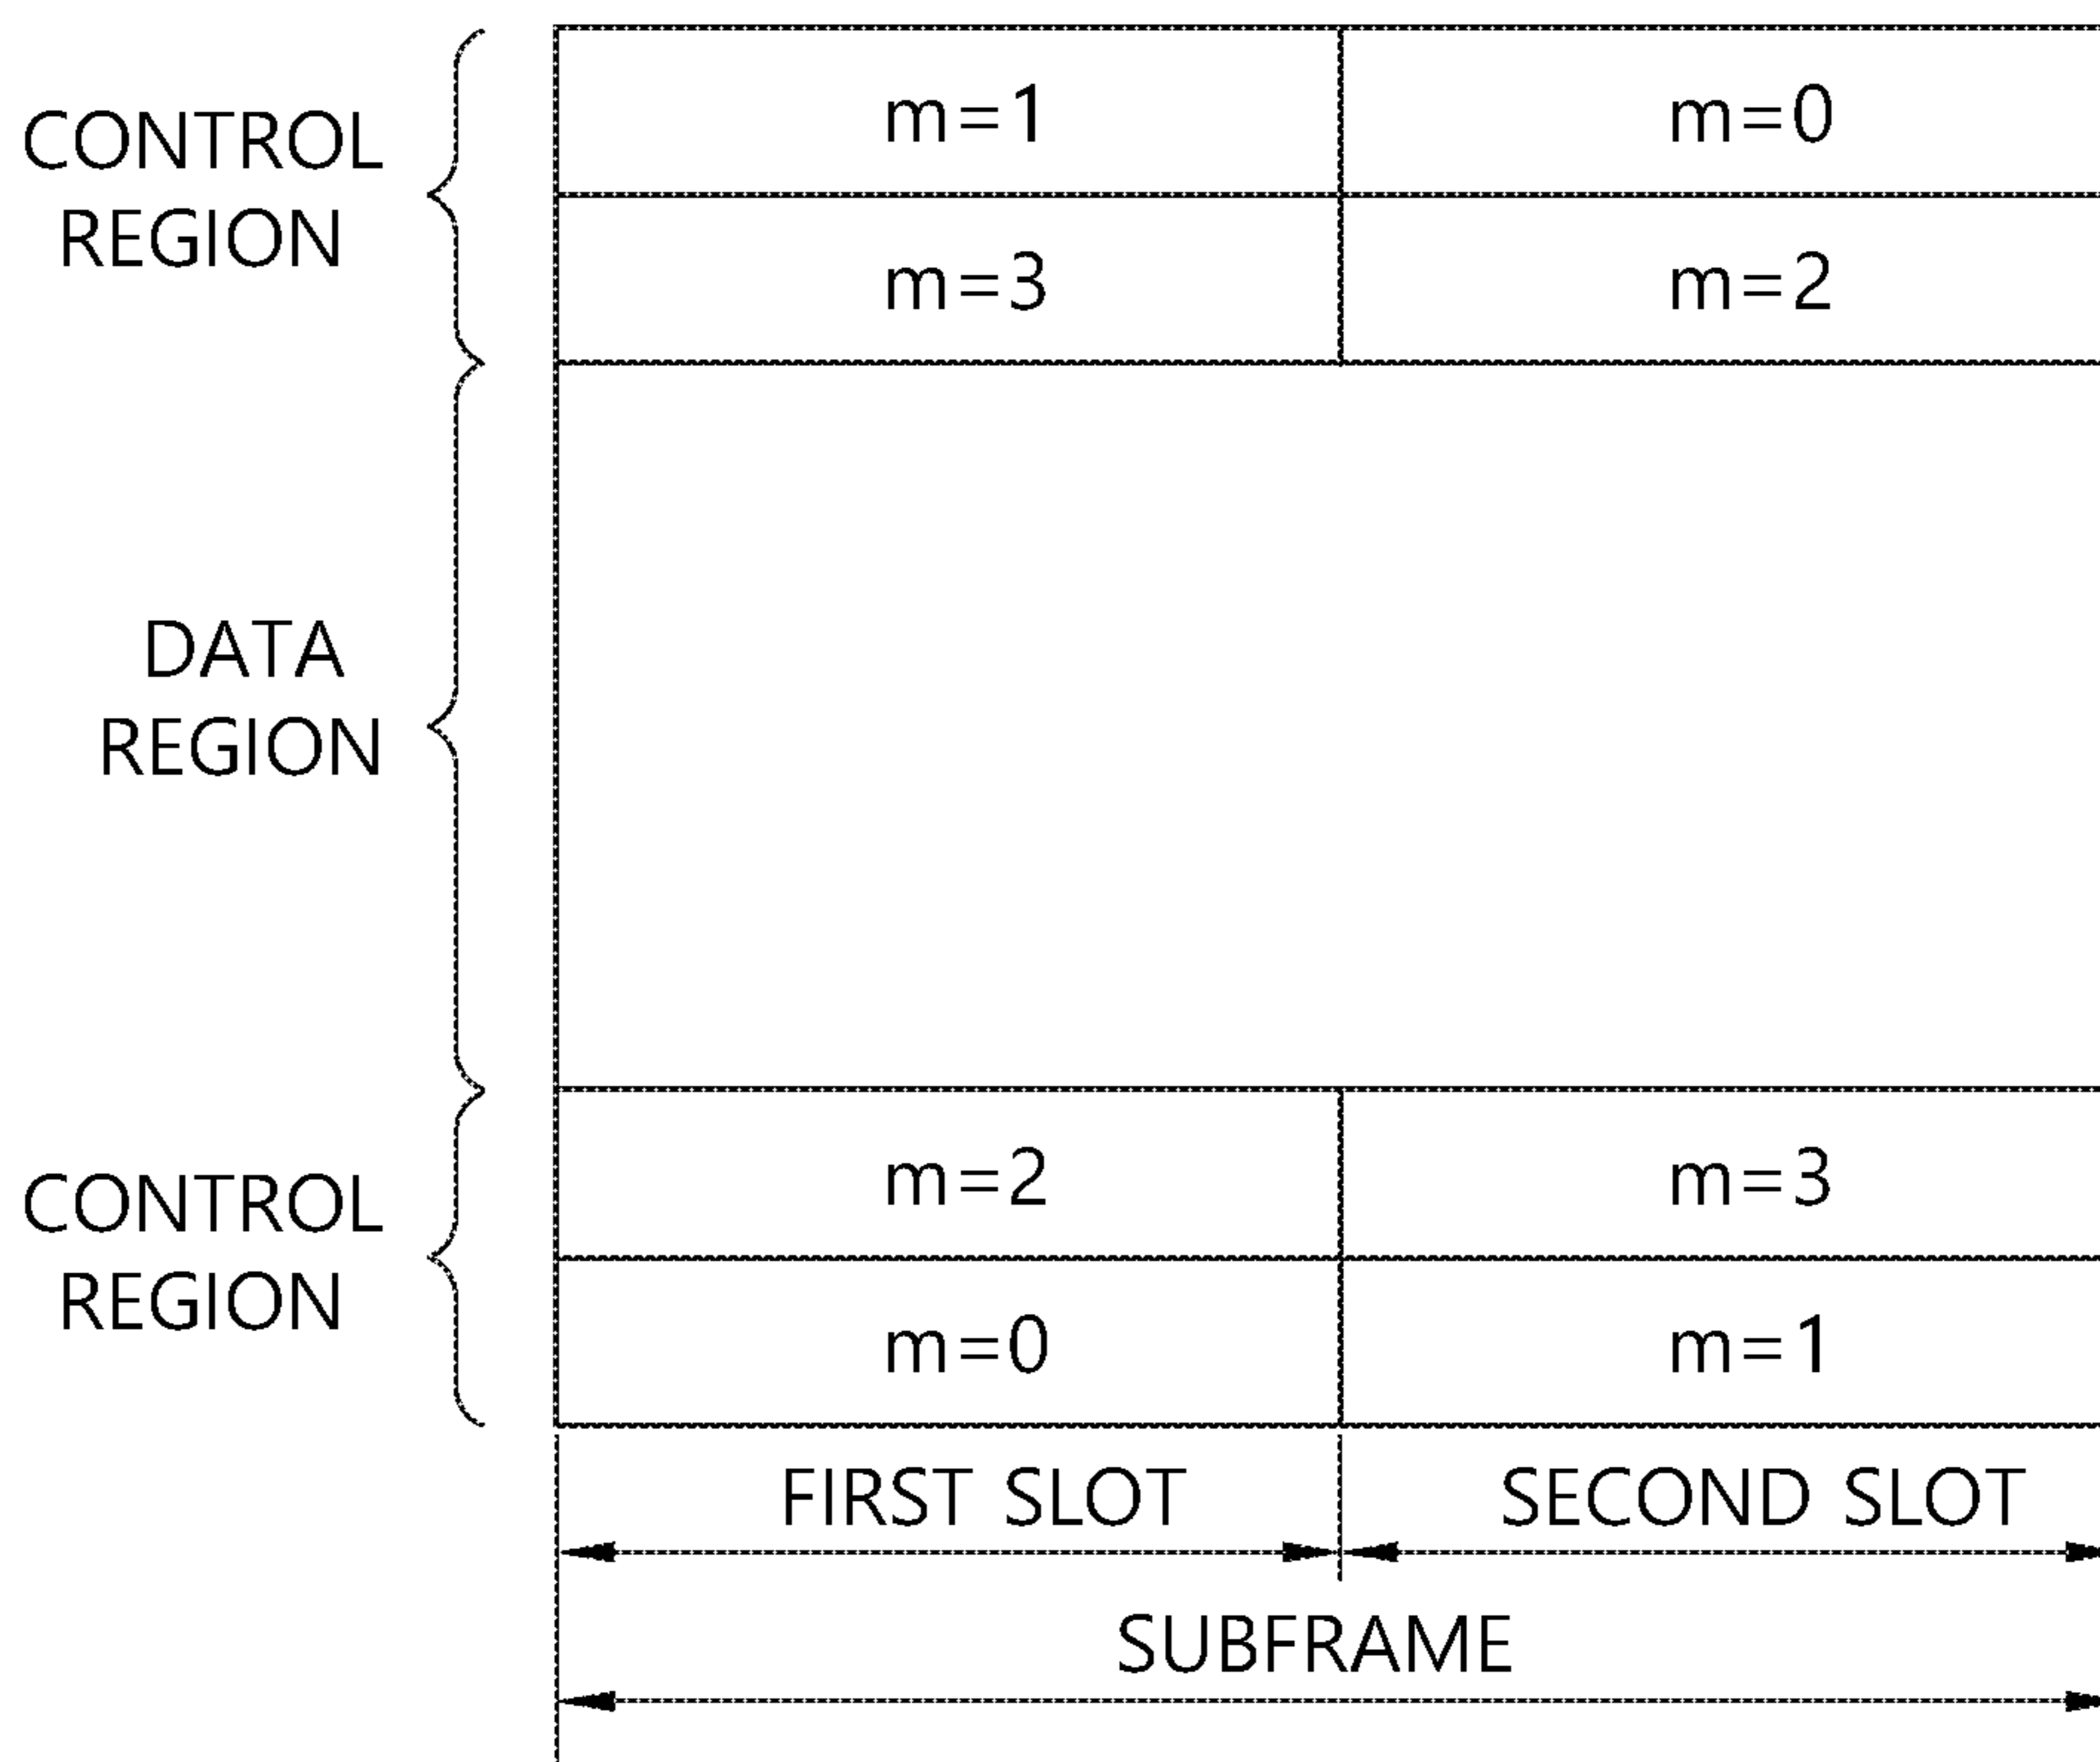 m=1 m=0
CONTROL
REGION
m=3 m=2
DATA
REGION
m=2 m=3
CONTROL
REGION
m=0 m=1
FIRST SLOT SECOND SLOT
SUBFRAME